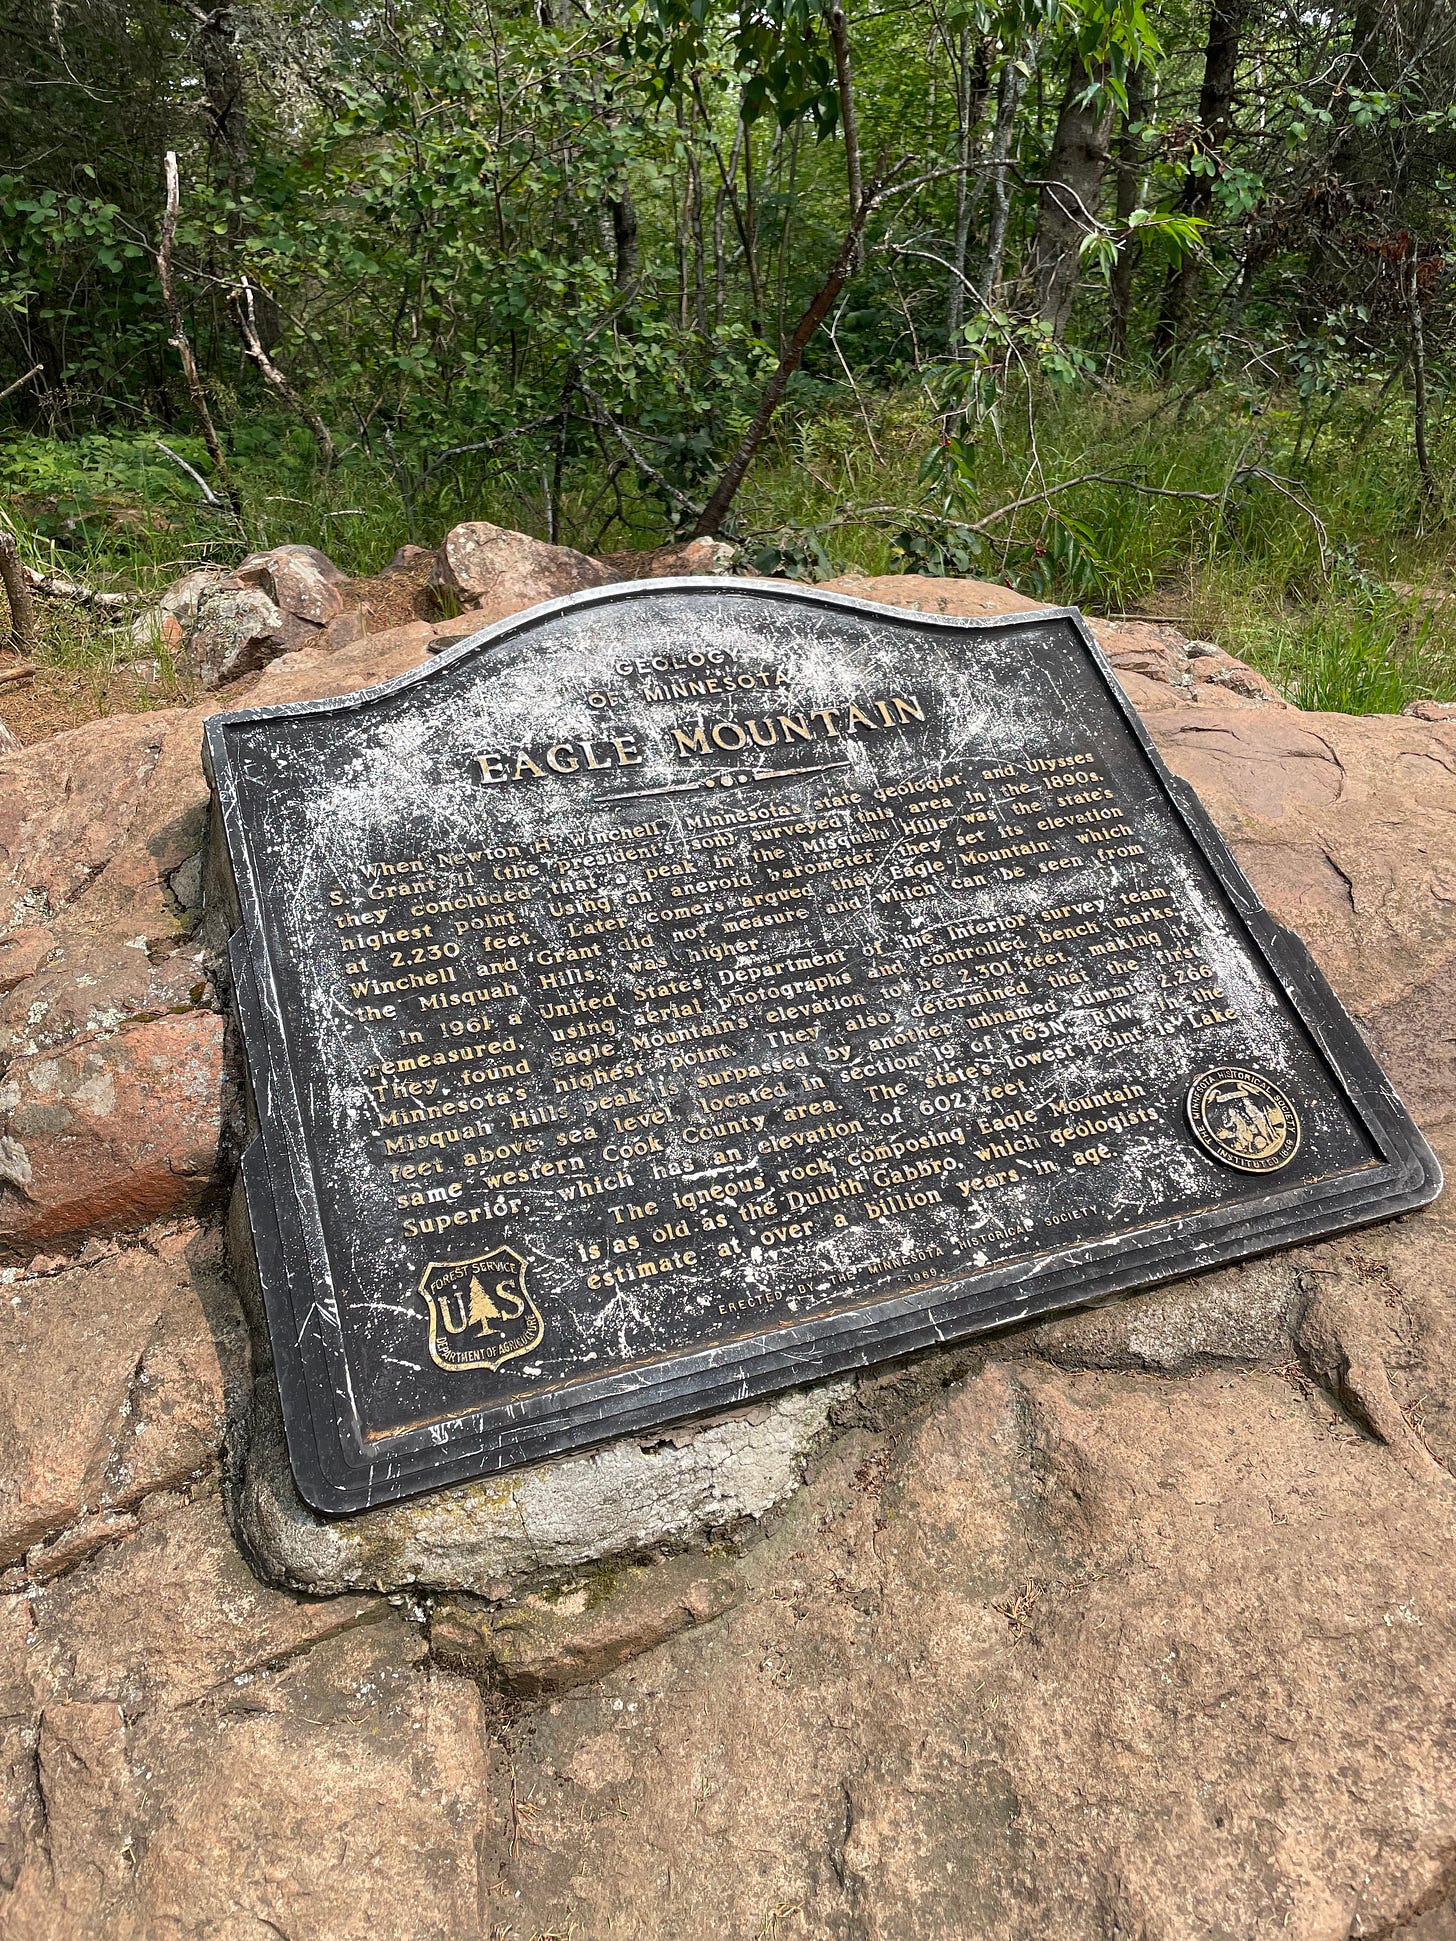 GEOLOGY
OF MINNESOTA
EAGLE MOUNTAIN
When Newton H. Winchell, Minnesota's state geologist, and Ulysses
S. Grant II (the president's son) surveyed this area in the 1890s,
they concluded that a peak in the Misquah Hills was the state's
highest point. Using an aneroid barometer, they set its elevation
at 2,230 feet. Later comers argued that Eagle Mountain, which
Winchell and Grant did not measure and which can be seen from
the Misquah Hills, was higher.
In 1961 a United States Department of the Interior survey team
remeasured, using aerial photographs and controlled bench marks.
They found Eagle Mountain's elevation to be 2,301 feet, making it
Minnesota's highest point. They also determined that the first
Misquah Hills peak is surpassed by another unnamed summit 2,266
feet above sea level, located in section 19 of T63N, R1W, in the
same western Cook County area. The state's lowest point is Lake
Superior, which has an elevation of 602 feet.
The igneous rock composing Eagle Mountain
is as old as the Duluth Gabbro, which geologists
estimate at over a billion years in age.
ERECTED BY THE MINNESOTA HISTORICAL SOCETY
1969
FOREST SERVICE
U S
DEPARTMENT OF AGRICULTURE
THE MINNESOTA HISTORICAL SOCIETY
INSTITUTED 1849